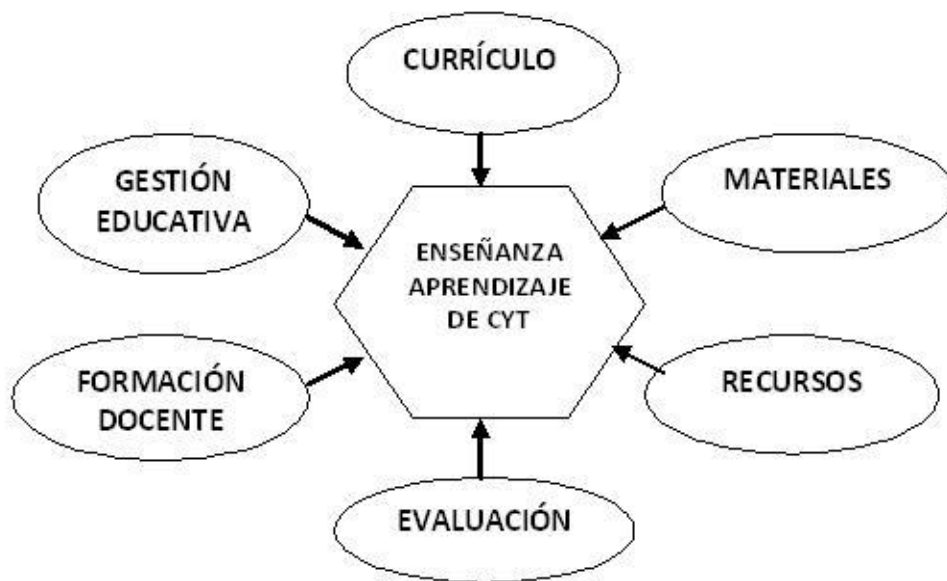 CURRÍCULO
GESTIÓN
EDUCATIVA
MATERIALES
ENSEÑANZA
APRENDIZAJE
DE CYT
FORMACIÓN
DOCENTE
RECURSOS
EVALUACIÓN